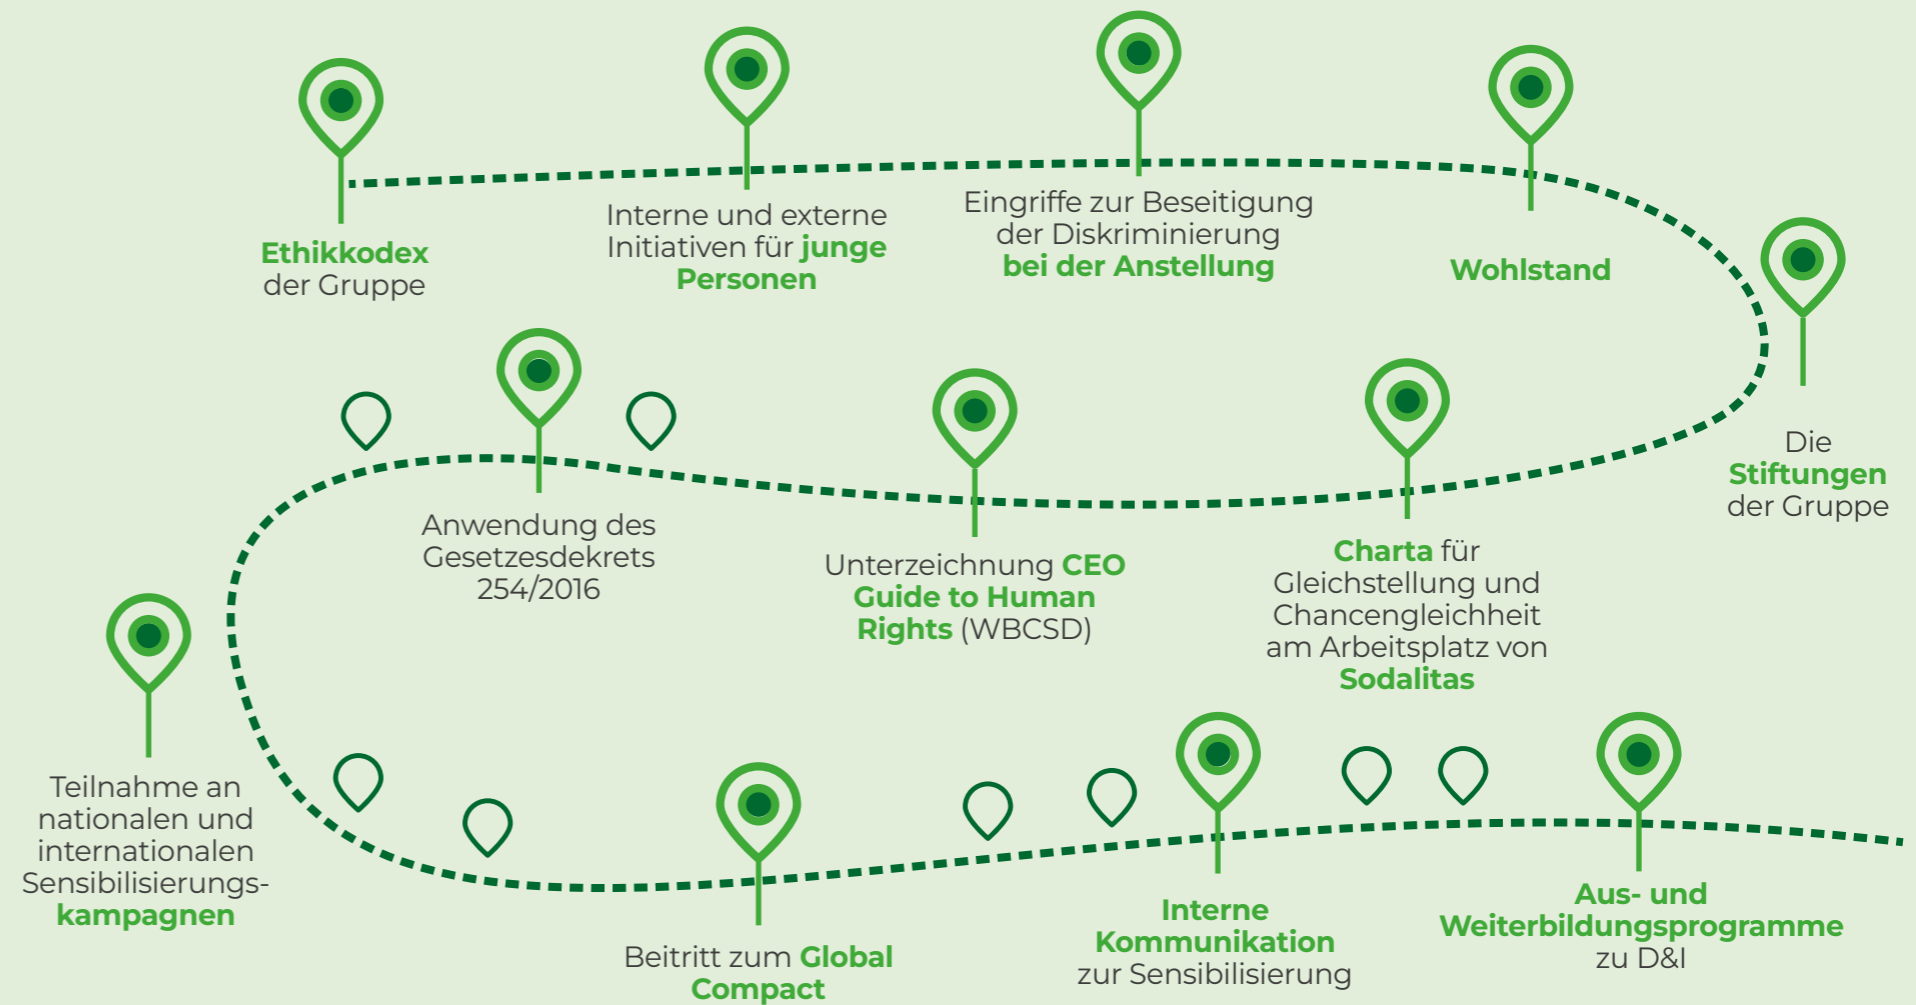 Ethikkodex
der Gruppe
Interne und externe
Initiativen für junge
Personen
Eingriffe zur Beseitigung
der Diskriminierung
bei der Anstellung
Wohlstand
Die
Stiftungen
der Gruppe
Charta für
Gleichstellung und
Chancengleichheit
am Arbeitsplatz von
Sodalitas
Unterzeichnung CEO
Guide to Human
Rights (WBCSD)
Anwendung des
Gesetzesdekrets
254/2016
Teilnahme an
nationalen und
internationalen
Sensibilisierungs-
kampagnen
Beitritt zum Global
Compact
Interne
Kommunikation
zur Sensibilisierung
Aus- und
Weiterbildungsprogramme
zu D&I